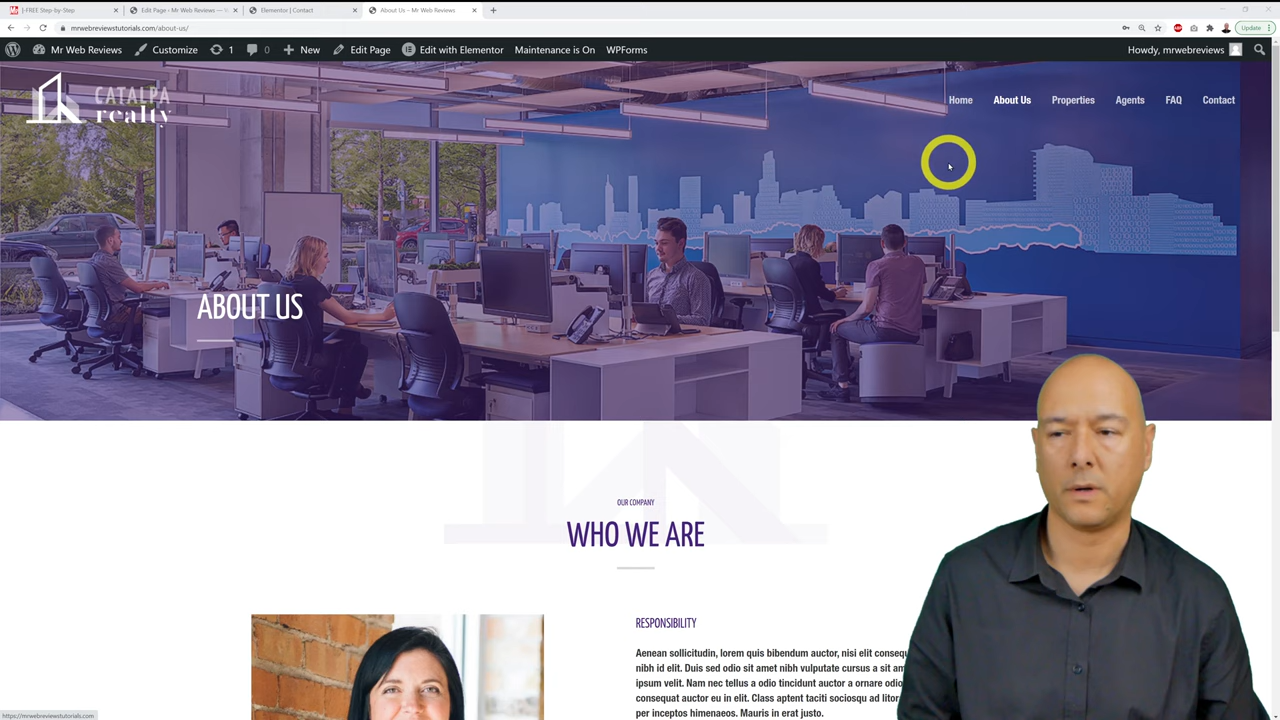 [-FREE Step-by-Step
Edit Page ‹ Mr Web Reviews — 
Elementor | Contact
About Us – Mr Web Reviews
mrwebreviewstutorials.com/about-us/
Update
Mr Web Reviews
Customize
1
0
New
Edit Page
Edit with Elementor
Maintenance is On
WPForms
Howdy, mrwebreviews
CATALPA
realty
Home
About Us
Properties
Agents
FAQ
Contact
ABOUT US
OUR COMPANY
WHO WE ARE
RESPONSIBILITY
Aenean sollicitudin, lorem quis bibendum auctor, nisi elit consequ
nibh id elit. Duis sed odio sit amet nibh vulputate cursus a sit am
ipsum velit. Nam nec tellus a odio tincidunt auctor a ornare odio
consequat auctor eu in elit. Class aptent taciti sociosqu ad litor
per inceptos himenaeos. Mauris in erat justo.
https://mrwebreviewstutorials.com